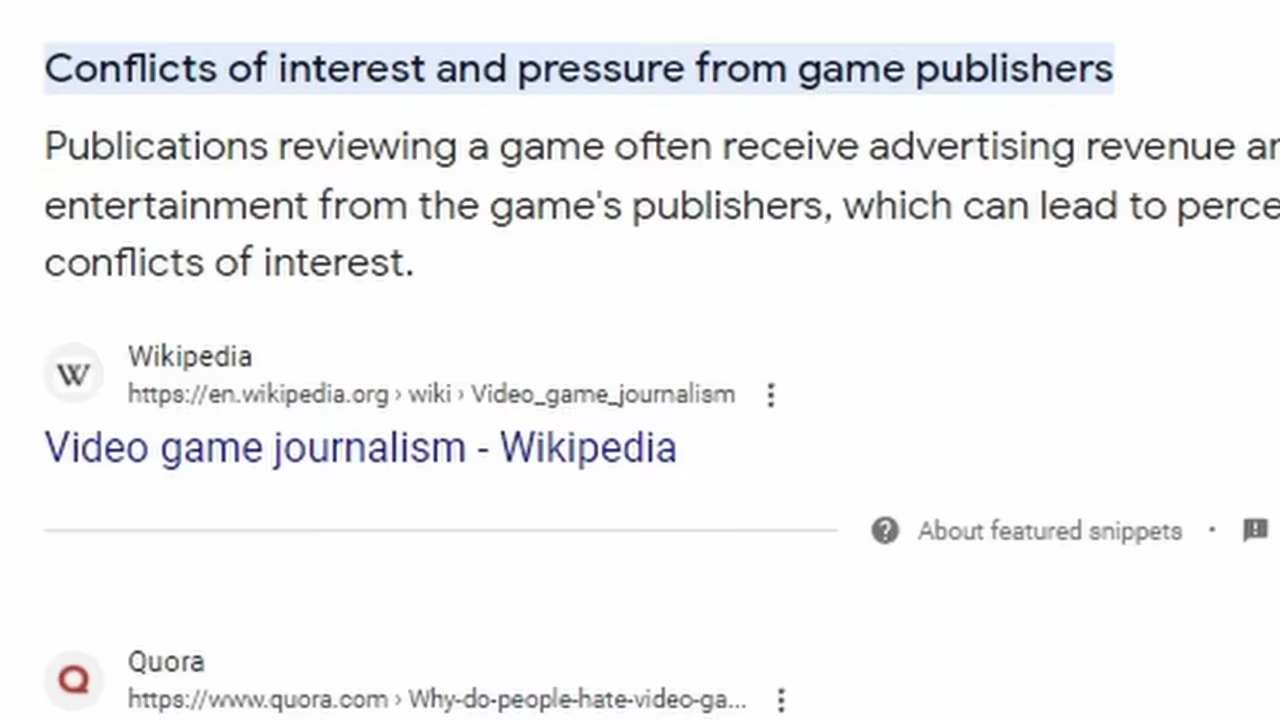 Conflicts of interest and pressure from game publishers
Publications reviewing a game often receive advertising revenue
entertainment from the game's publishers, which can lead to
conflicts of interest.
W
Wikipedia
https://en.wikipedia.org › wiki › Video_game_journalism
Video game journalism - Wikipedia
About featured snippets
Q
Quora
https://www.quora.com › Why-do-people-hate-video-ga...